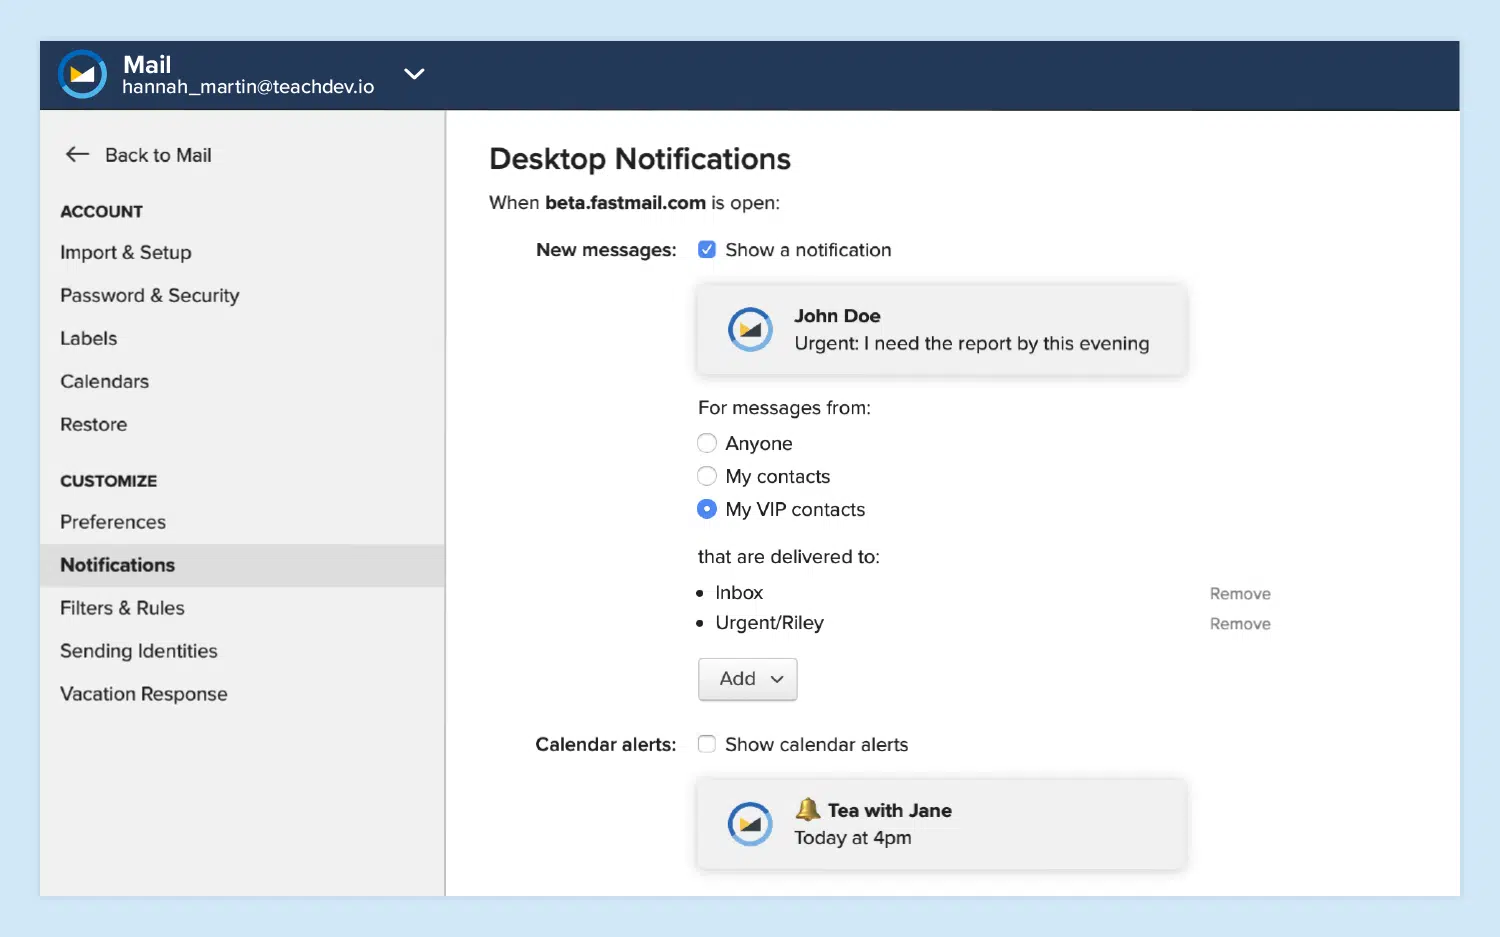 Mail
hannah_martin@teachdev.io
Back to Mail
ACCOUNT
Import & Setup
Password & Security
Labels
Calendars
Restore
CUSTOMIZE
Preferences
Notifications
Filters & Rules
Sending Identities
Vacation Response
Desktop Notifications
When beta.fastmail.com is open:
New messages: Show a notification
John Doe
Urgent: I need the report by this evening
For messages from:
Anyone
My contacts
My VIP contacts
that are delivered to:
• Inbox Remove
• Urgent/Riley Remove
Add
Calendar alerts: Show calendar alerts
🔔 Tea with Jane
Today at 4pm